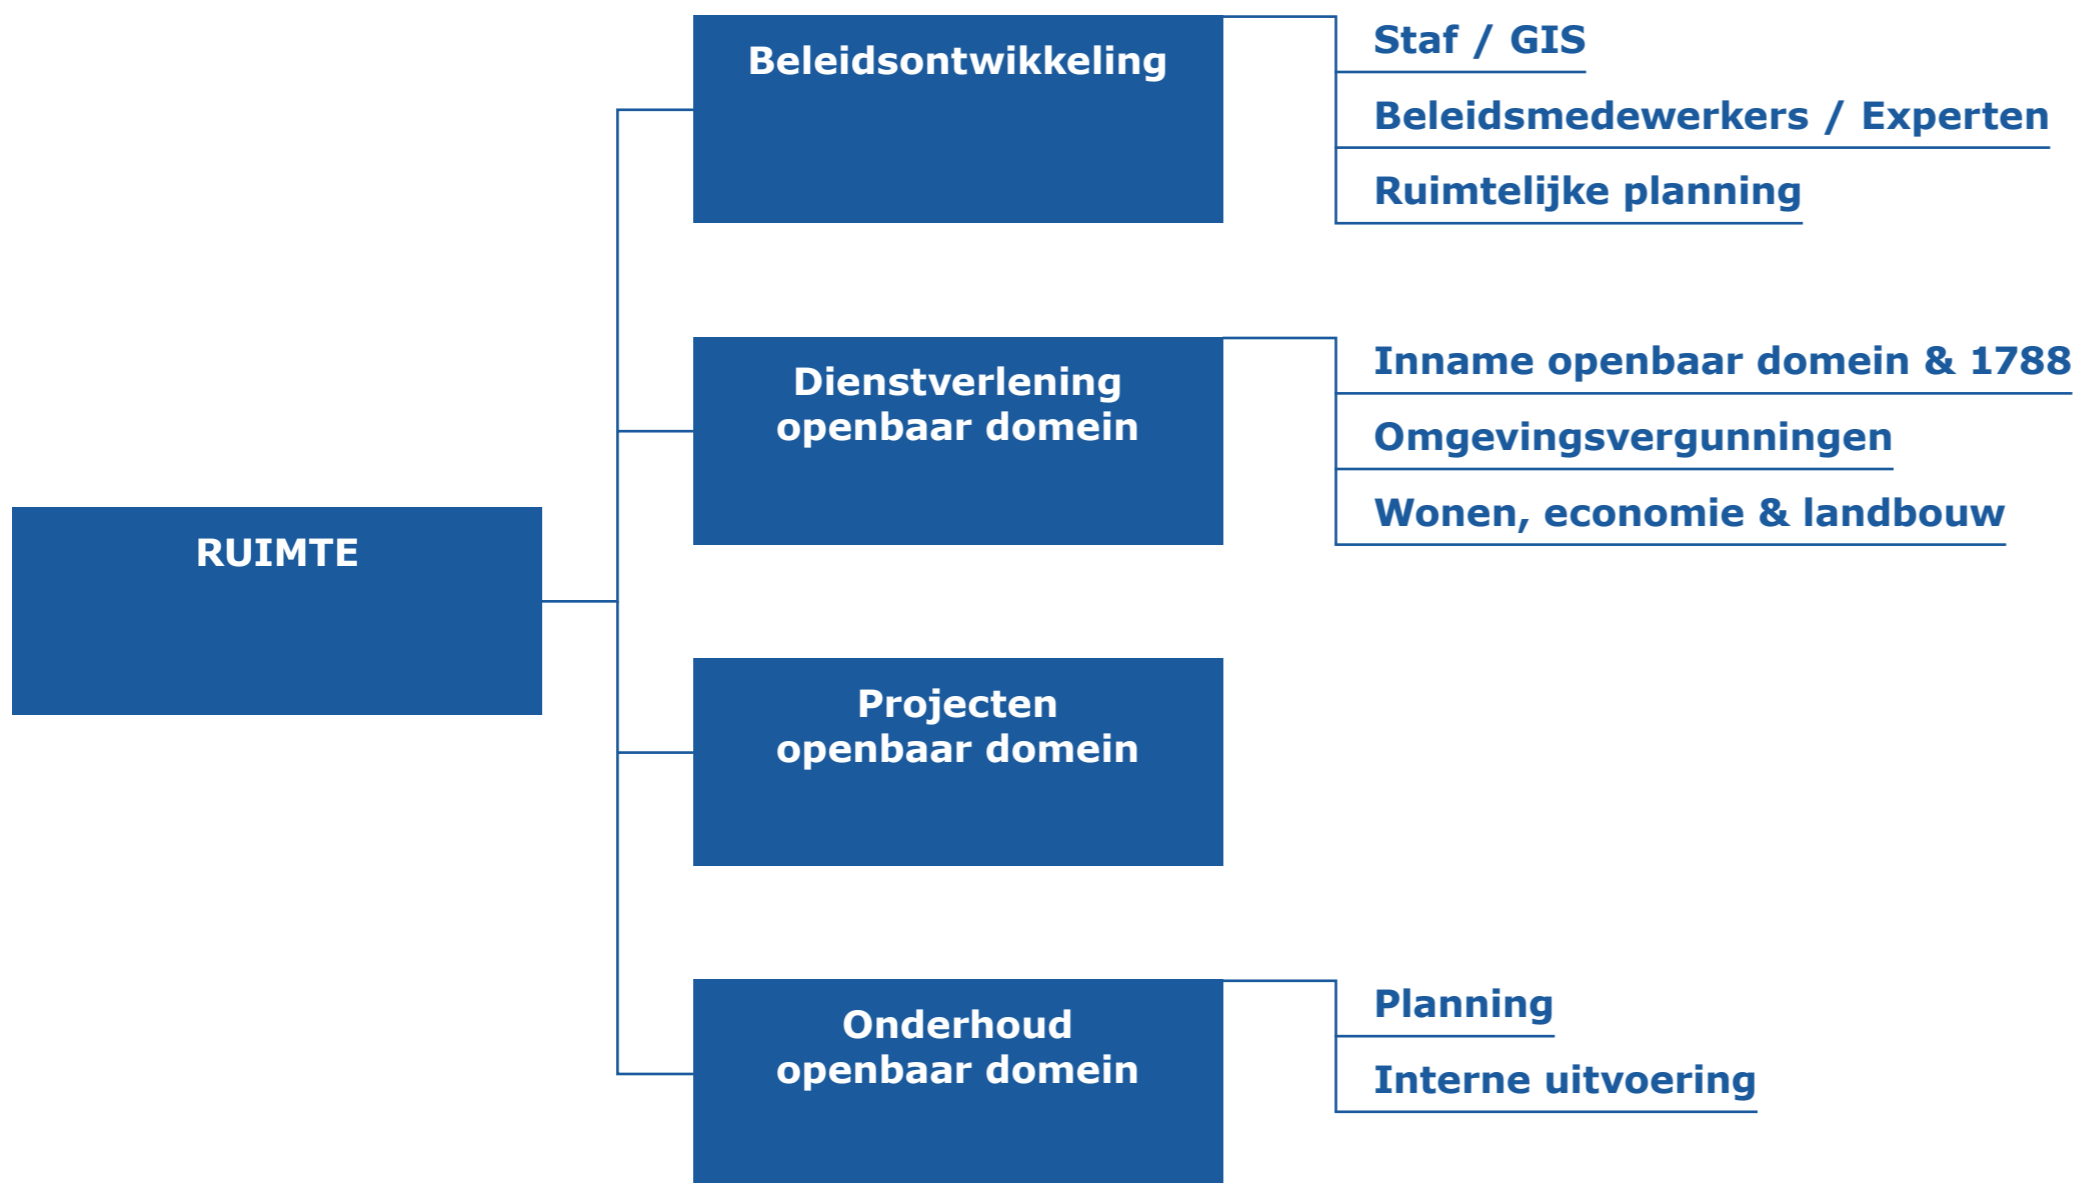 RUIMTE
Beleidsontwikkeling
Staf / GIS
Beleidsmedewerkers / Experten
Ruimtelijke planning
Dienstverlening
openbaar domein
Inname openbaar domein & 1788
Omgevingsvergunningen
Wonen, economie & landbouw
Projecten
openbaar domein
Onderhoud
openbaar domein
Planning
Interne uitvoering